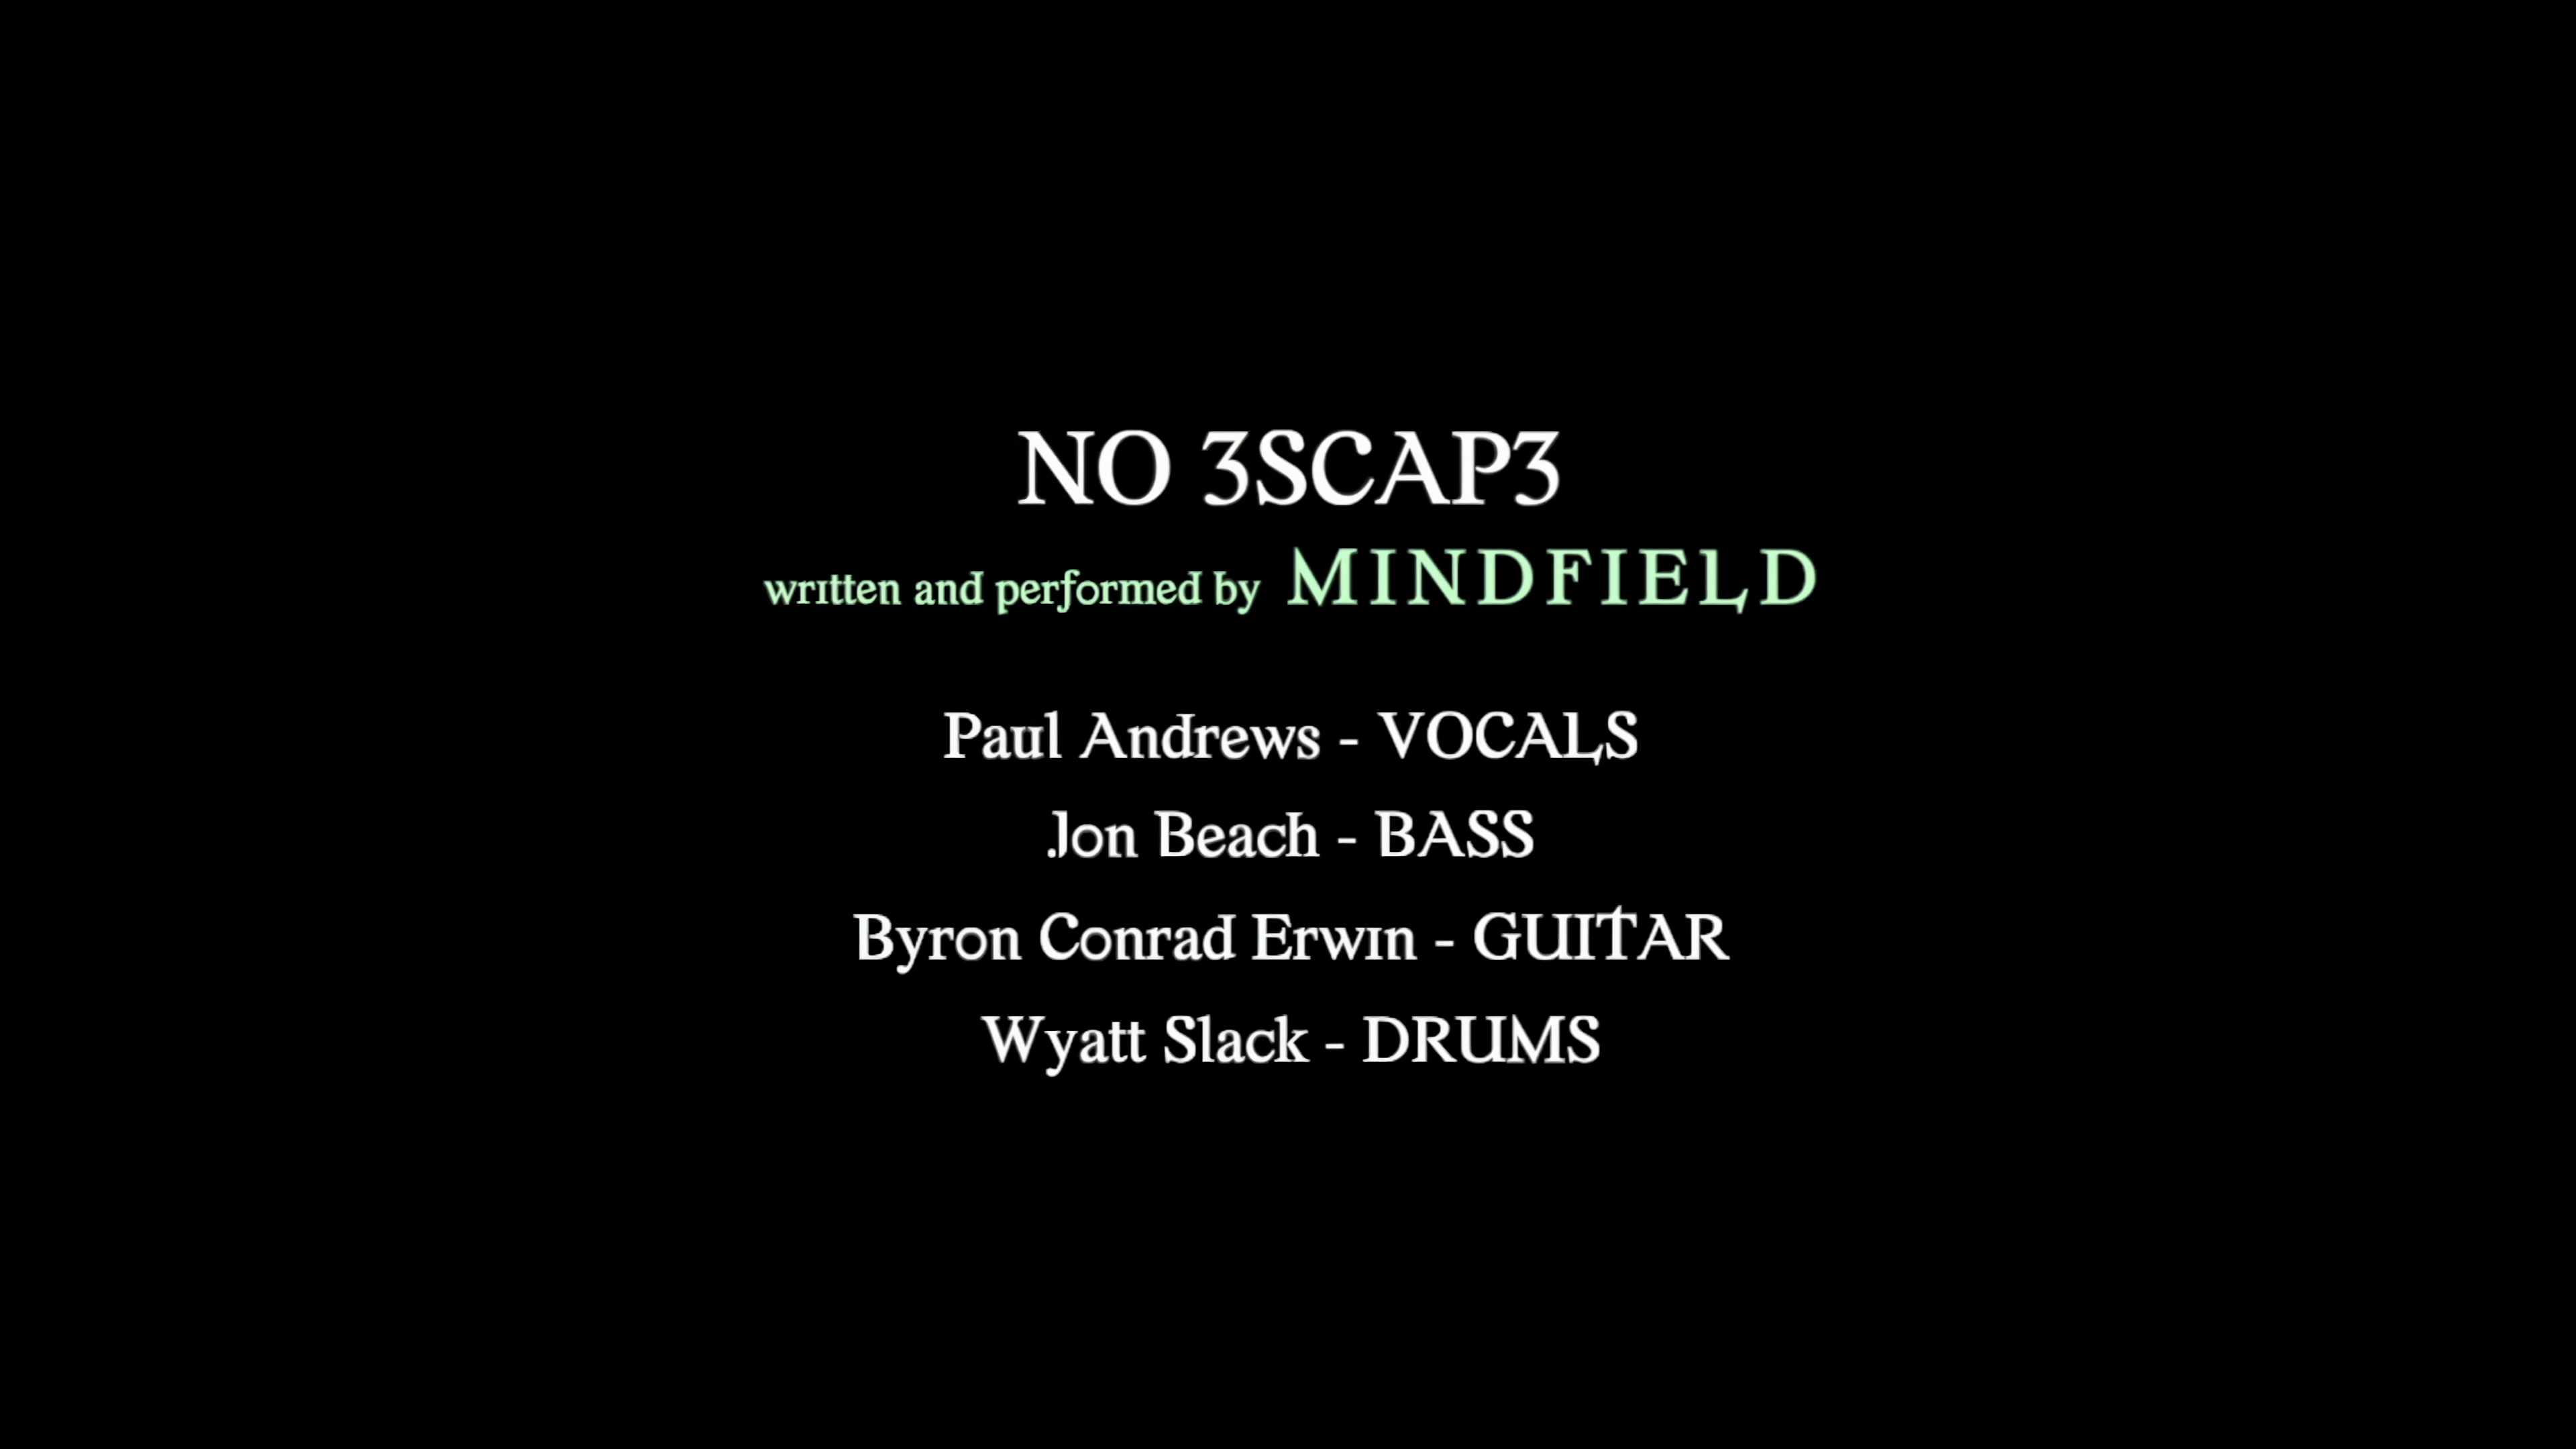 NO 3SCAP3
written and performed by MINDFIELD
Paul Andrews - VOCALS
Jon Beach - BASS
Byron Conrad Erwin - GUITAR
Wyatt Slack - DRUMS